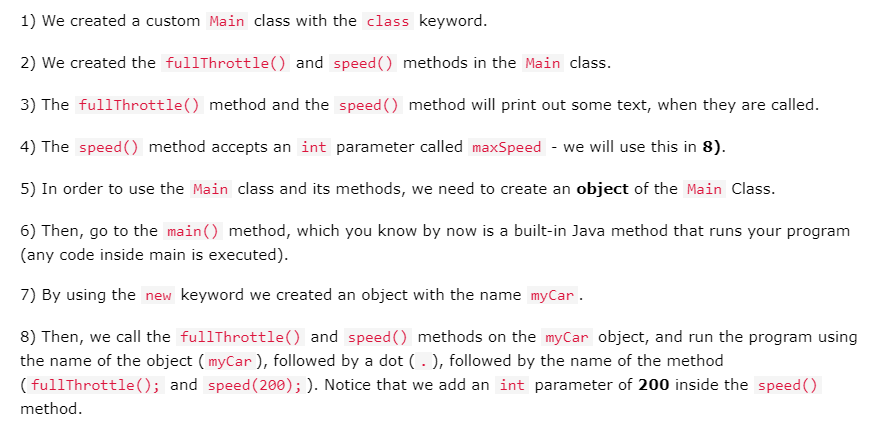 1) We created a custom Main class with the class keyword.
2) We created the fullThrottle() and speed() methods in the Main class.
3) The fullThrottle() method and the speed() method will print out some text, when they are called.
4) The speed() method accepts an int parameter called maxSpeed - we will use this in 8).
5) In order to use the Main class and its methods, we need to create an object of the Main Class.
6) Then, go to the main() method, which you know by now is a built-in Java method that runs your program
(any code inside main is executed).
7) By using the new keyword we created an object with the name myCar.
8) Then, we call the fullThrottle() and speed() methods on the myCar object, and run the program using
the name of the object (myCar), followed by a dot (.), followed by the name of the method
(fullThrottle(); and speed(200);). Notice that we add an int parameter of 200 inside the speed()
method.